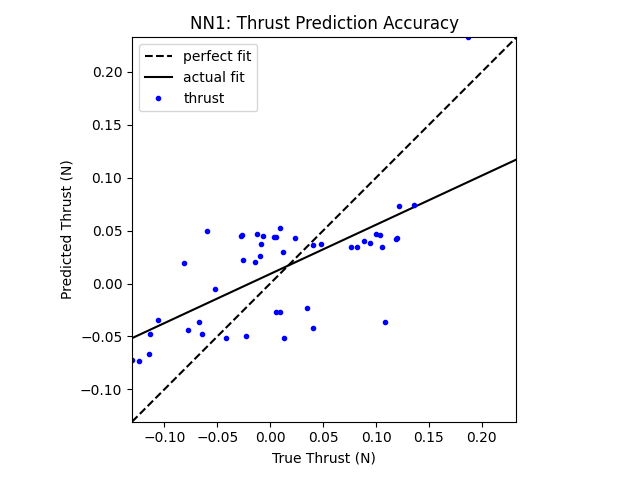 NN1: Thrust Prediction Accuracy
perfect fit
actual fit
thrust
Predicted Thrust (N)
0.20
0.15
0.10
0.05
0.00
−0.05
−0.10
−0.10
−0.05
0.00
0.05
0.10
0.15
0.20
True Thrust (N)